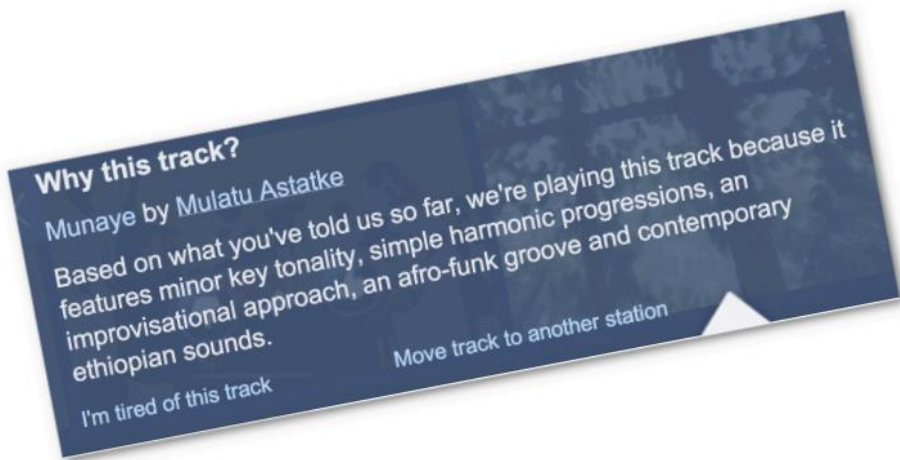 Why this track?
Munaye by Mulatu Astatke
Based on what you've told us so far, we're playing this track because it
features minor key tonality, simple harmonic progressions, an
improvisational approach, an afro-funk groove and contemporary
ethiopian sounds.
I'm tired of this track
Move track to another station